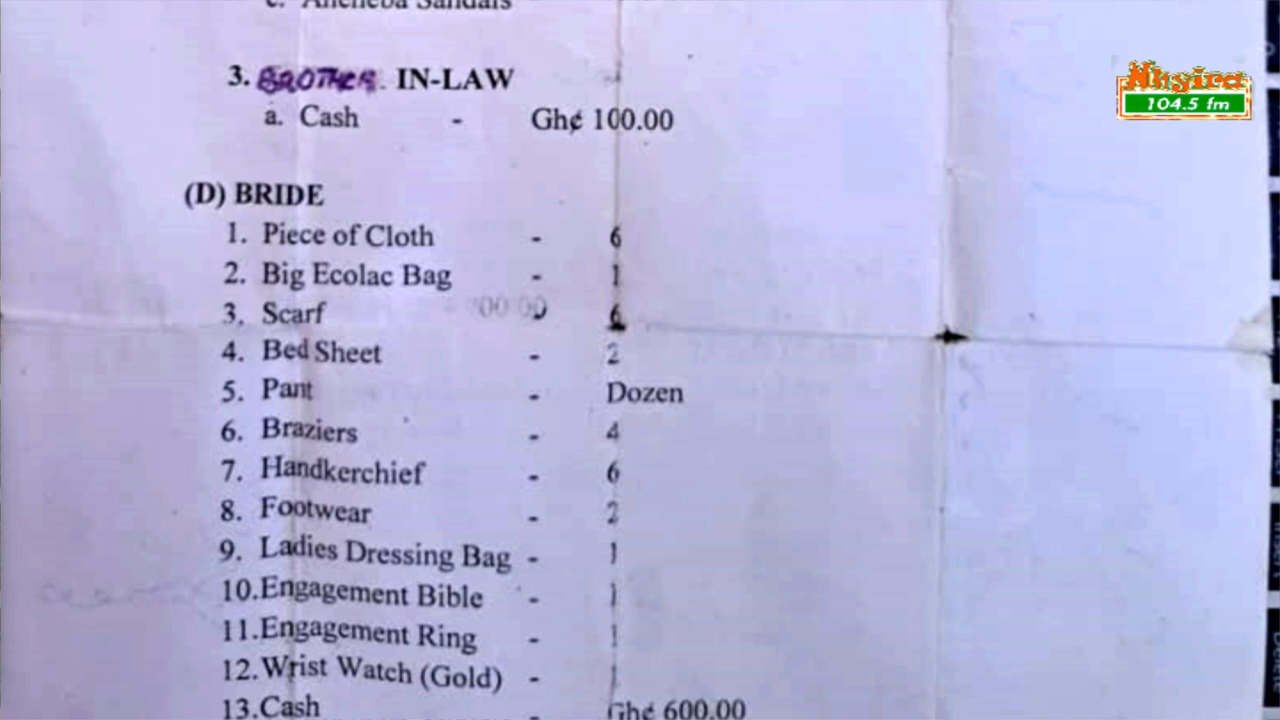 c. Aheneba Sandals
3. BROTHER IN-LAW
a. Cash - Gh¢ 100.00
Nhyira
104.5 fm
(D) BRIDE
1. Piece of Cloth - 6
2. Big Ecolac Bag - 1
3. Scarf - 6
4. Bed Sheet - 2
5. Pant - Dozen
6. Braziers - 4
7. Handkerchief - 6
8. Footwear - 2
9. Ladies Dressing Bag - 1
10. Engagement Bible - 1
11. Engagement Ring - 1
12. Wrist Watch (Gold) - 1
13. Cash - Gh¢ 600.00